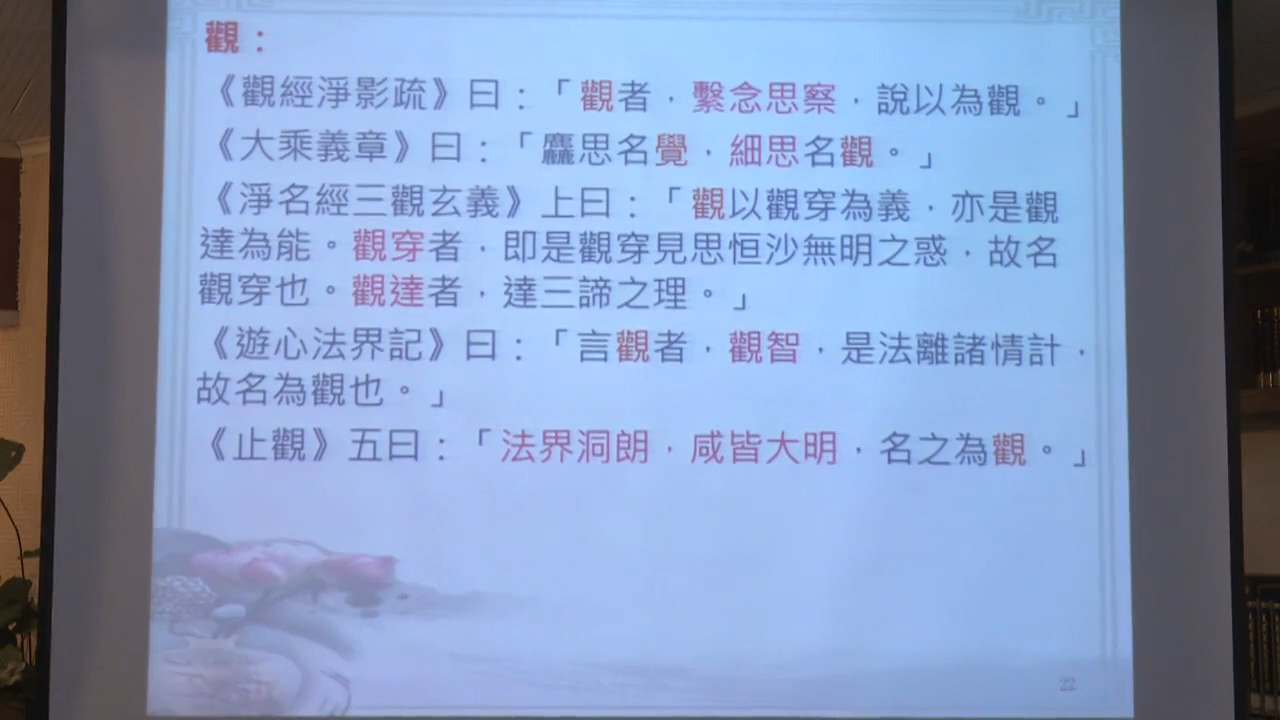 觀：
《觀經淨影疏》曰：「觀者，繫念思察，說以為觀。」
《大乘義章》曰：「麤思名覺，細思名觀。」
《淨名經三觀玄義》上曰：「觀以觀穿為義，亦是觀
達為能。觀穿者，即是觀穿見思恒沙無明之惑，故名
觀穿也。觀達者，達三諦之理。」
《遊心法界記》曰：「言觀者，觀智，是法離諸情計，
故名為觀也。」
《止觀》五曰：「法界洞朗，咸皆大明，名之為觀。」
22